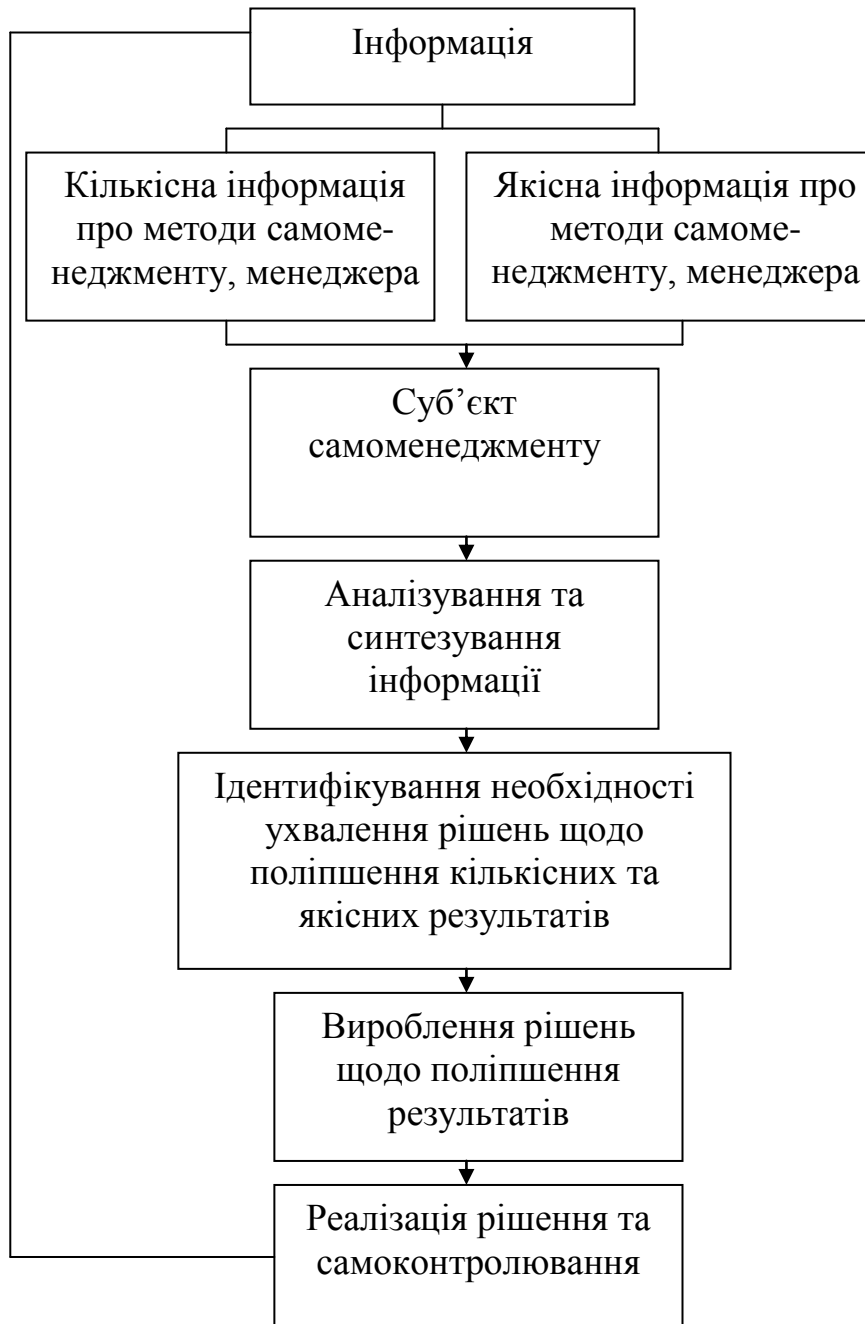 Інформація
Кількісна інформація
про методи самоме-
неджменту, менеджера
Якісна інформація про
методи самоме-
неджменту, менеджера
Суб’єкт
самоменеджменту
Аналізування та
синтезування
інформації
Ідентифікування необхідності
ухвалення рішень щодо
поліпшення кількісних та
якісних результатів
Вироблення рішень
щодо поліпшення
результатів
Реалізація рішення та
самоконтролювання